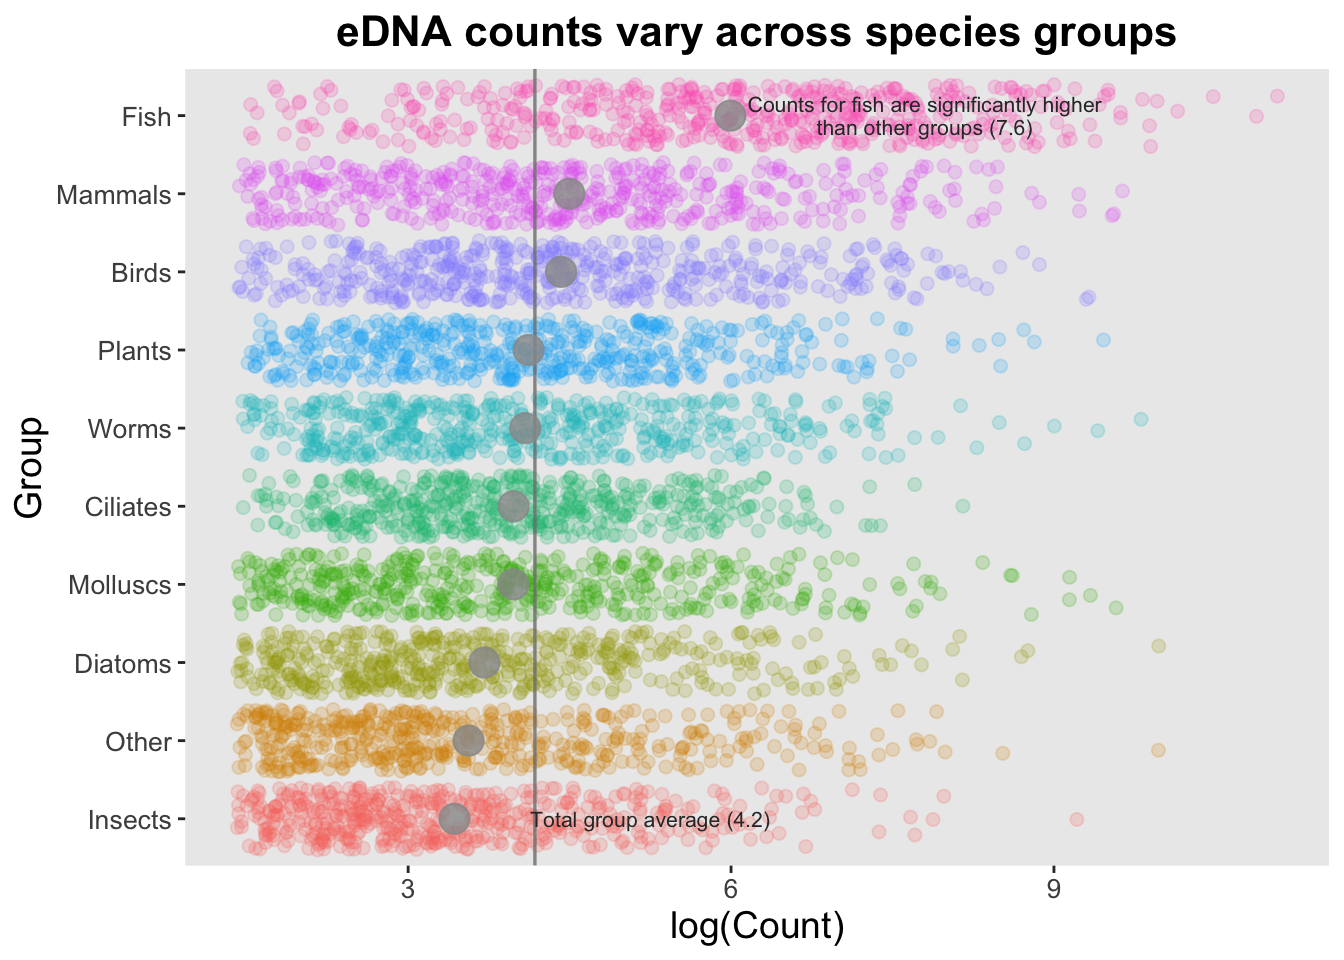 eDNA counts vary across species groups
Group
Fish
Mammals
Birds
Plants
Worms
Ciliates
Molluscs
Diatoms
Other
Insects
Counts for fish are significantly higher
than other groups (7.6)
Total group average (4.2)
3
6
9
log(Count)